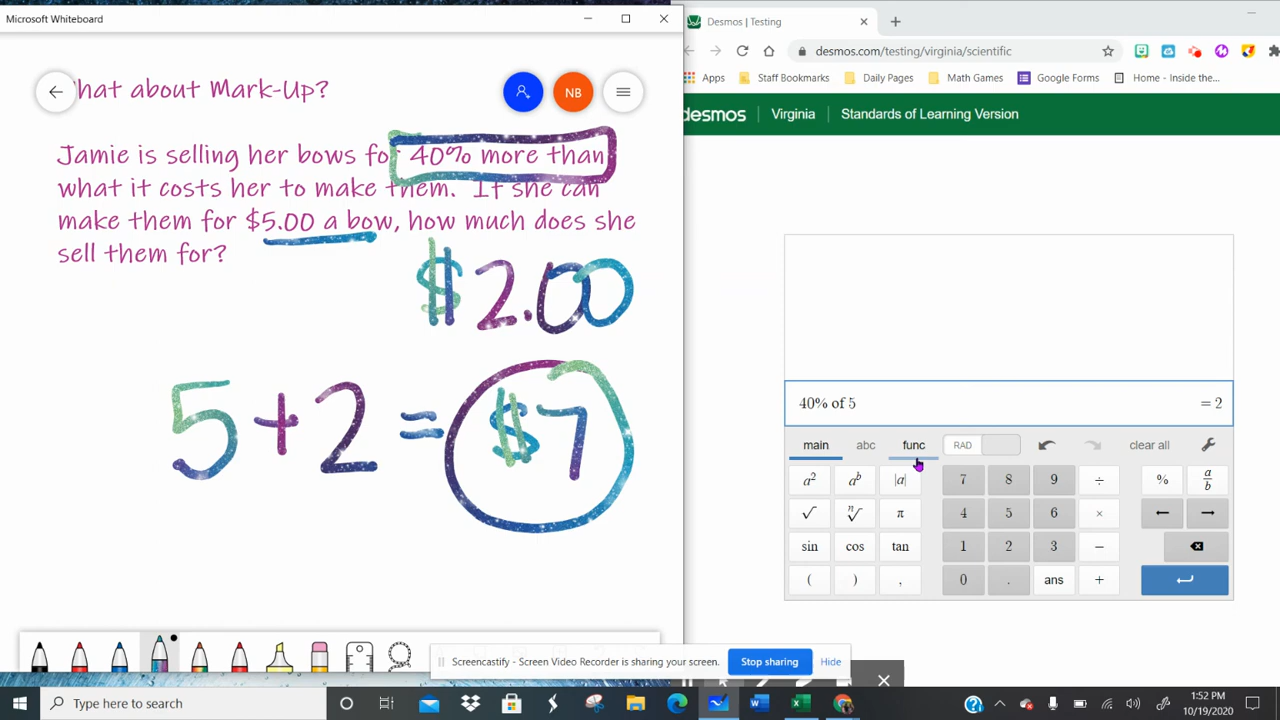 Microsoft Whiteboard
hat about Mark-Up?
Jamie is selling her bows for 40% more than
what it costs her to make them. If she can
make them for $5.00 a bow, how much does she
sell them for?
$2.00
5+2=$7
Desmos | Testing
desmos.com/testing/virginia/scientific
Apps
Staff Bookmarks
Daily Pages
Math Games
Google Forms
Home - Inside the...
desmos
Virginia
Standards of Learning Version
40% of 5
= 2
main
abc
func
RAD
clear all
a² aᵇ |a| 7 8 9 ÷ % a/b
√ ⁿ√ π 4 5 6 × ← →
sin cos tan 1 2 3 −
( ) , 0 . ans +
Screencastify - Screen Video Recorder is sharing your screen.
Stop sharing
Hide
Type here to search
1:52 PM
10/19/2020